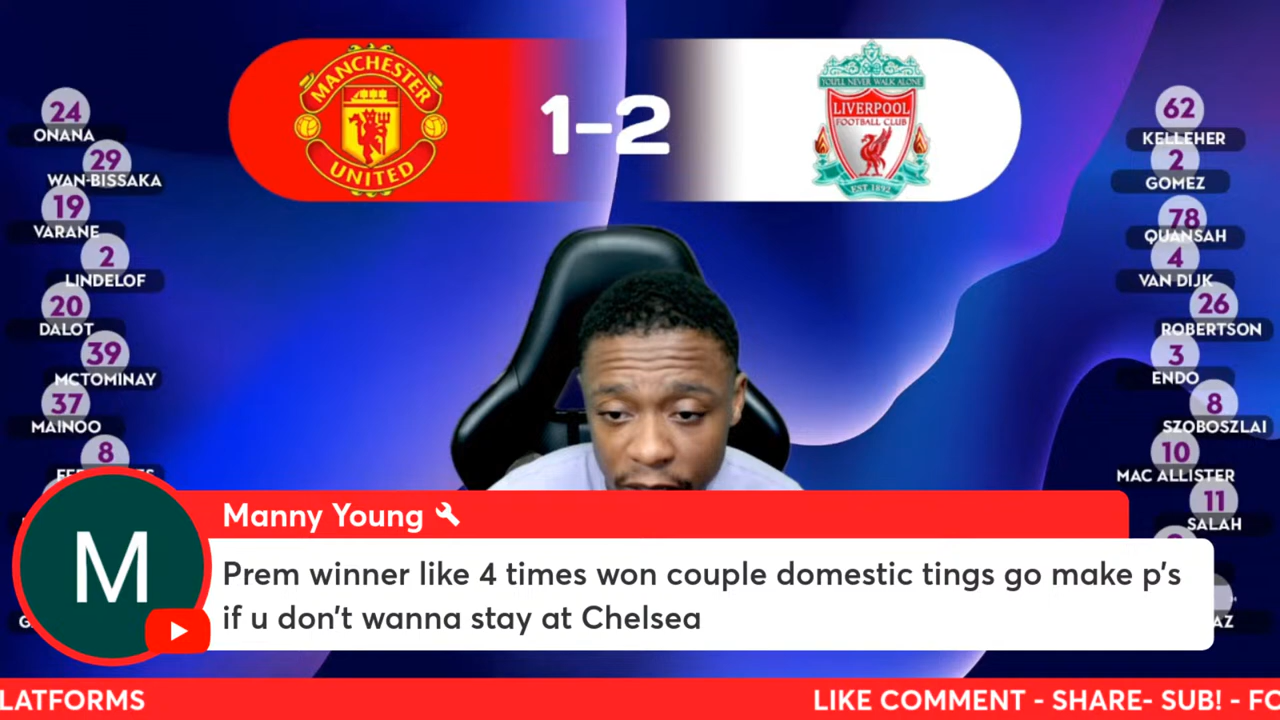 MANCHESTER
UNITED
1-2
YOU'LL NEVER WALK ALONE
LIVERPOOL
FOOTBALL CLUB
EST. 1892
24
ONANA
29
WAN-BISSAKA
19
VARANE
2
LINDELOF
20
DALOT
39
MCTOMINAY
37
MAINOO
8
62
KELLEHER
2
GOMEZ
78
QUANSAH
4
VAN DIJK
26
ROBERTSON
3
ENDO
8
SZOBOSZLAI
10
MAC ALLISTER
11
SALAH
AZ
M
Manny Young
Prem winner like 4 times won couple domestic tings go make p's
if u don't wanna stay at Chelsea
LATFORMS
LIKE COMMENT - SHARE- SUB! - FO